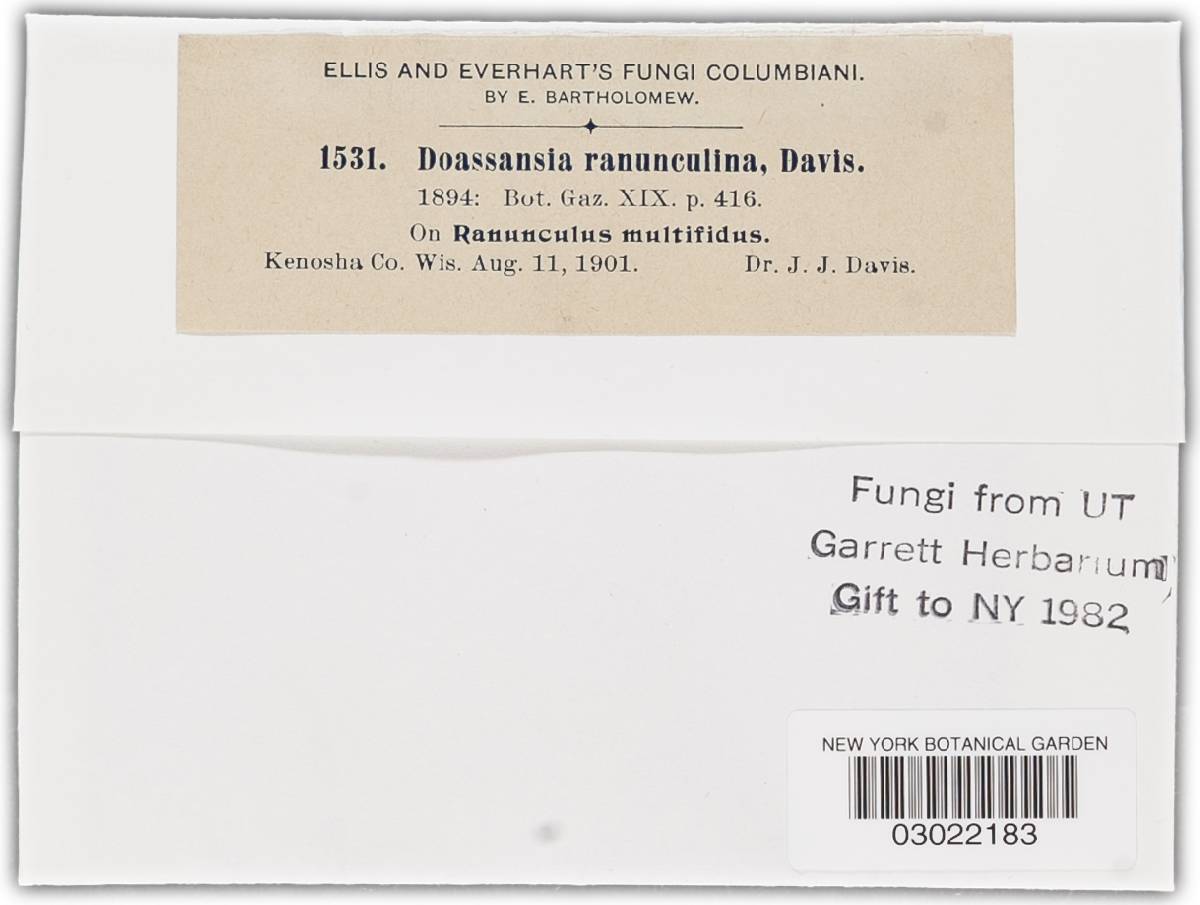 ELLIS AND EVERHART'S FUNGI COLUMBIANI.
BY E. BARTHOLOMEW.
1531. Doassansia ranunculina, Davis.
1894: Bot. Gaz. XIX. p. 416.
On Ranunculus multifidus.
Kenosha Co. Wis. Aug. 11, 1901. Dr. J. J. Davis.
Fungi from UT
Garrett Herbarium
Gift to NY 1982
NEW YORK BOTANICAL GARDEN
03022183